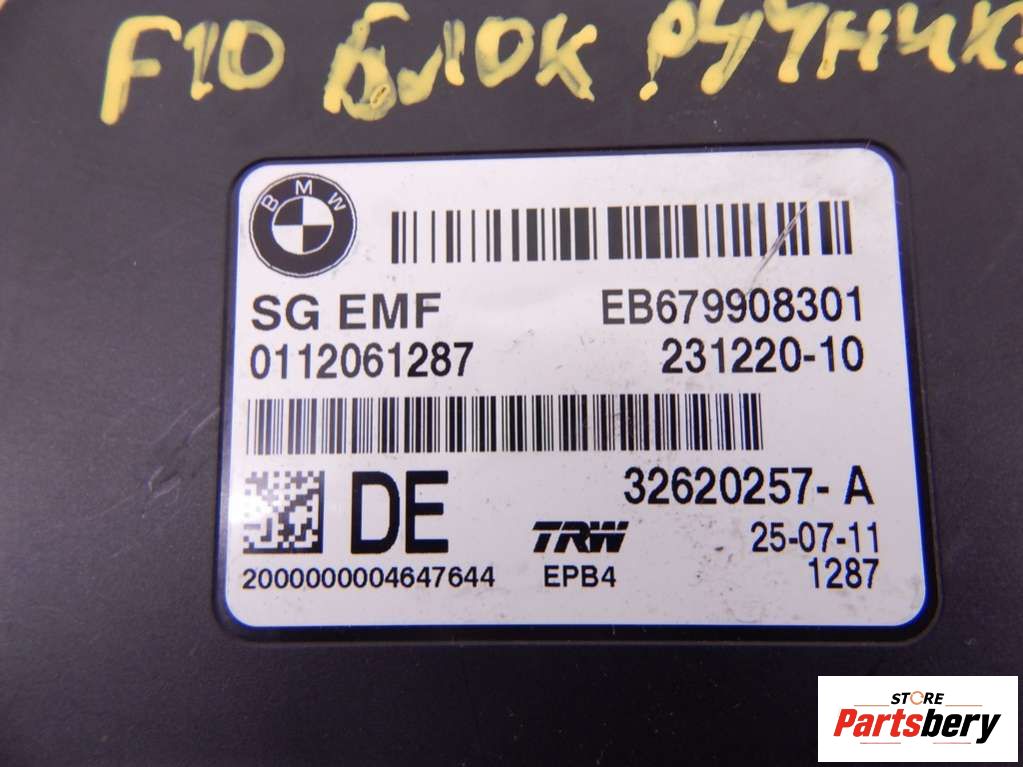 F10 БЛОК РУЧНИКА
BMW
SG EMF EB679908301
0112061287 231220-10
DE 32620257- A
TRW 25-07-11
2000000004647644 EPB4 1287
STORE
Partsbery